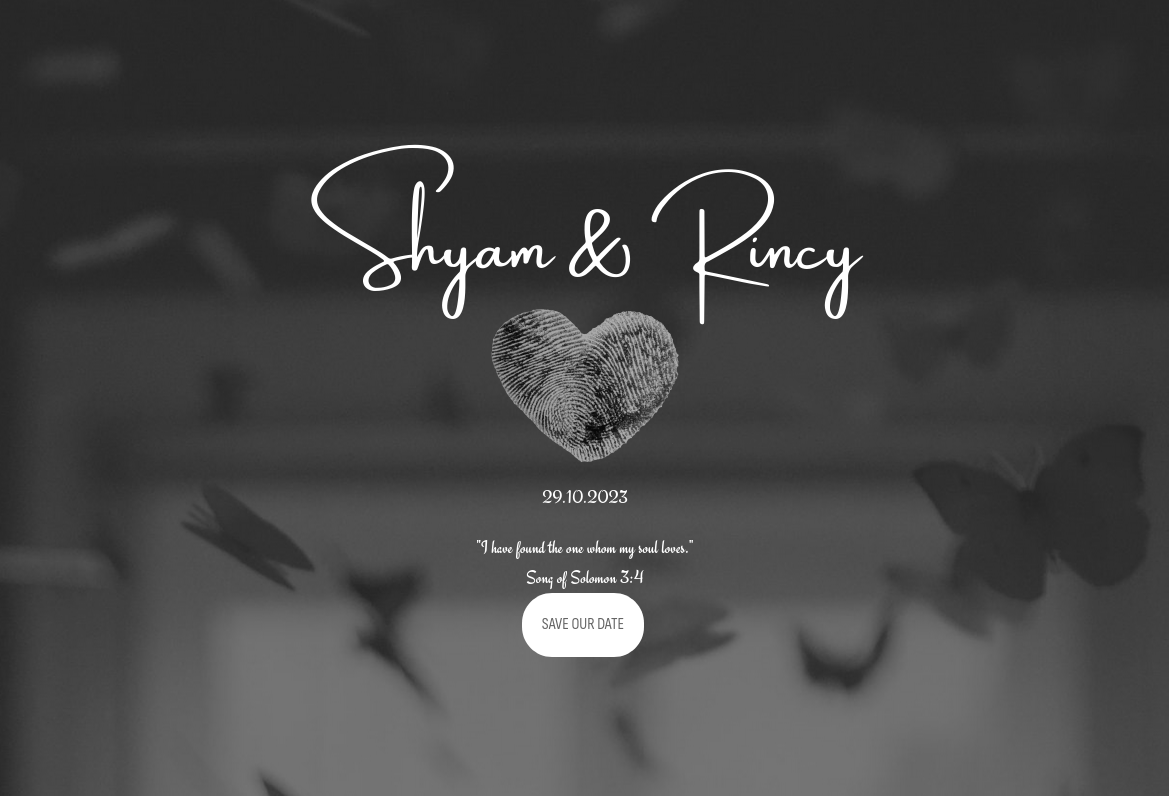 Shyam & Rincy
29.10.2023
"I have found the one whom my soul loves."
Song of Solomon 3:4
SAVE OUR DATE